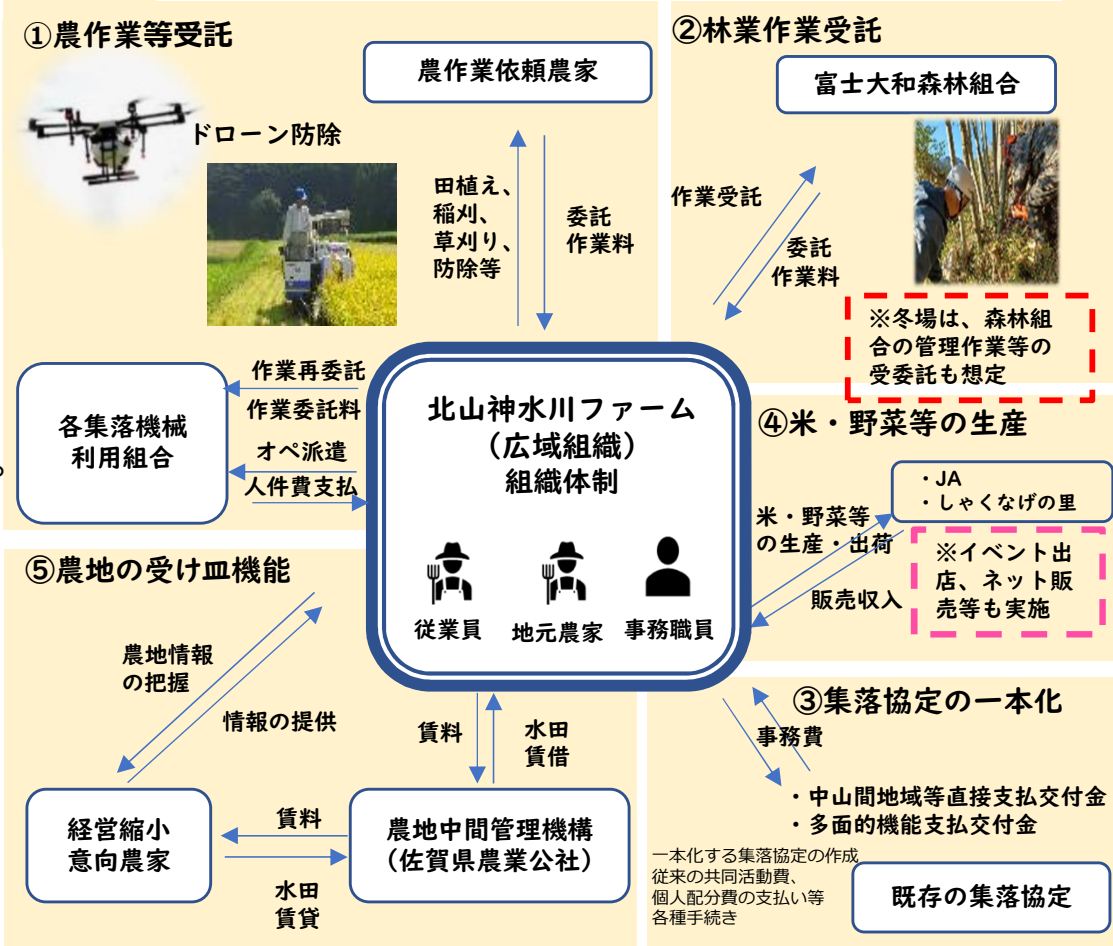 ①農作業等受託
農作業依頼農家
ドローン防除
田植え、
稲刈、
草刈り、
防除等
委託
作業料
②林業作業受託
富士大和森林組合
作業受託
委託
作業料
※冬場は、森林組
合の管理作業等の
受委託も想定
各集落機械
利用組合
。
作業再委託
作業委託料
オペ派遣
人件費支払
北山神水川ファーム
（広域組織）
組織体制
従業員
地元農家
事務職員
④米・野菜等の生産
・JA
・しゃくなげの里
米・野菜等
の生産・出荷
販売収入
※イベント出
店、ネット販
売等も実施
⑤農地の受け皿機能
農地情報
の把握
情報の提供
賃料
水田
賃借
経営縮小
意向農家
賃料
水田
賃貸
農地中間管理機構
（佐賀県農業公社）
③集落協定の一本化
事務費
・中山間地域等直接支払交付金
・多面的機能支払交付金
一本化する集落協定の作成
従来の共同活動費、
個人配分費の支払い等
各種手続き
既存の集落協定